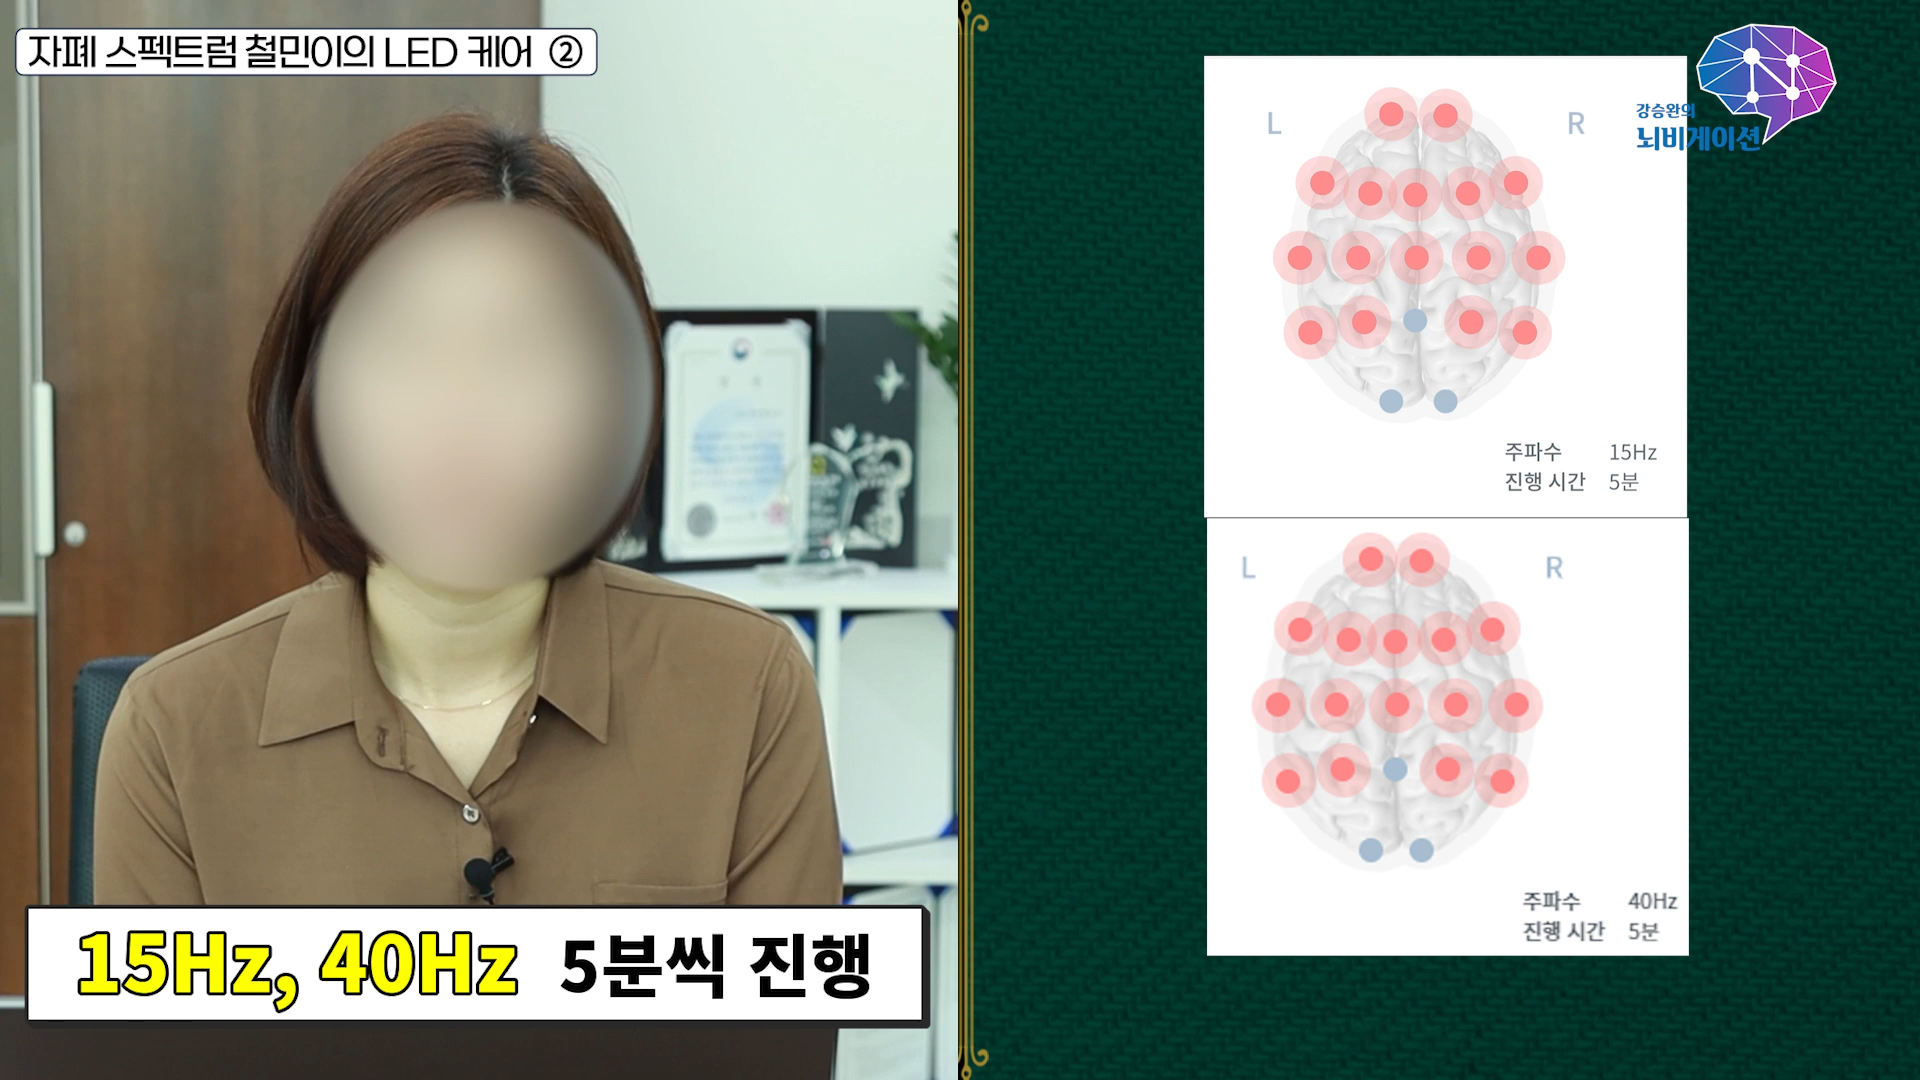 자폐 스펙트럼 철민이의 LED 케어 ②
15Hz, 40Hz 5분씩 진행
강승완의
뇌비게이션
L R
주파수 15Hz
진행 시간 5분
L R
주파수 40Hz
진행 시간 5분